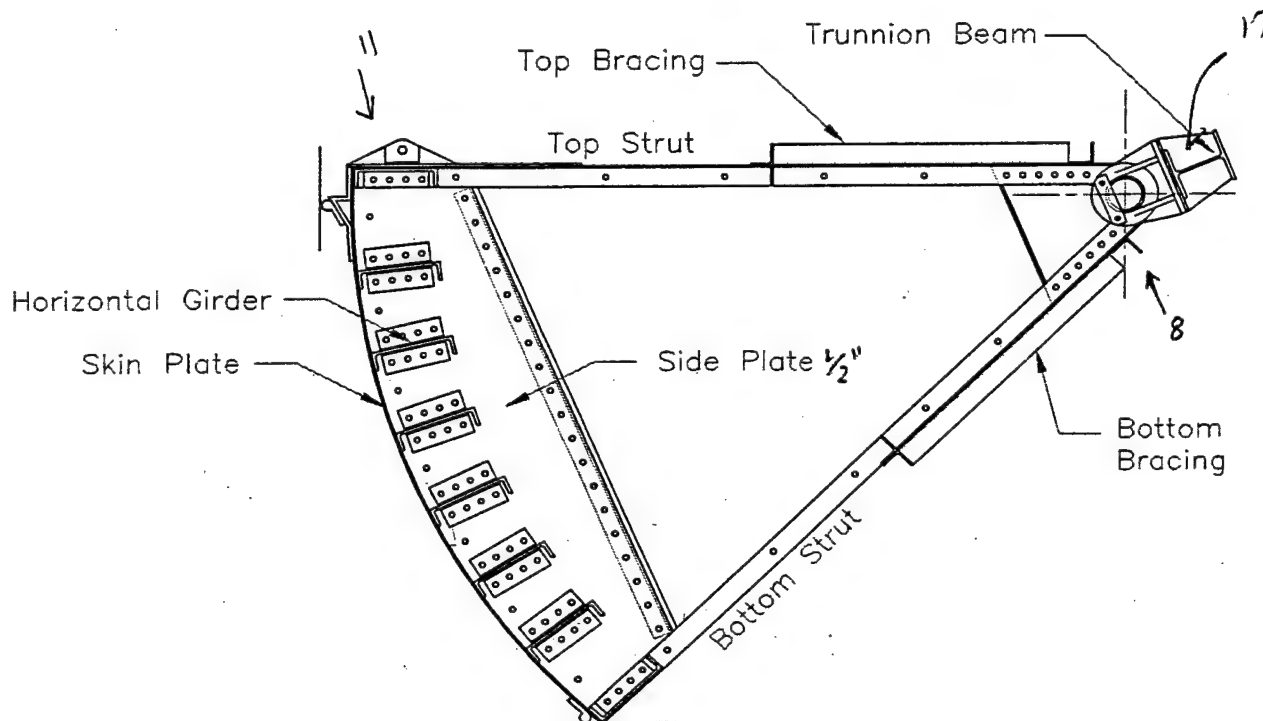 11
Top Bracing
Trunnion Beam
Top Strut
Horizontal Girder
Skin Plate
Side Plate 1/2"
8
Bottom
Bracing
Bottom Strut